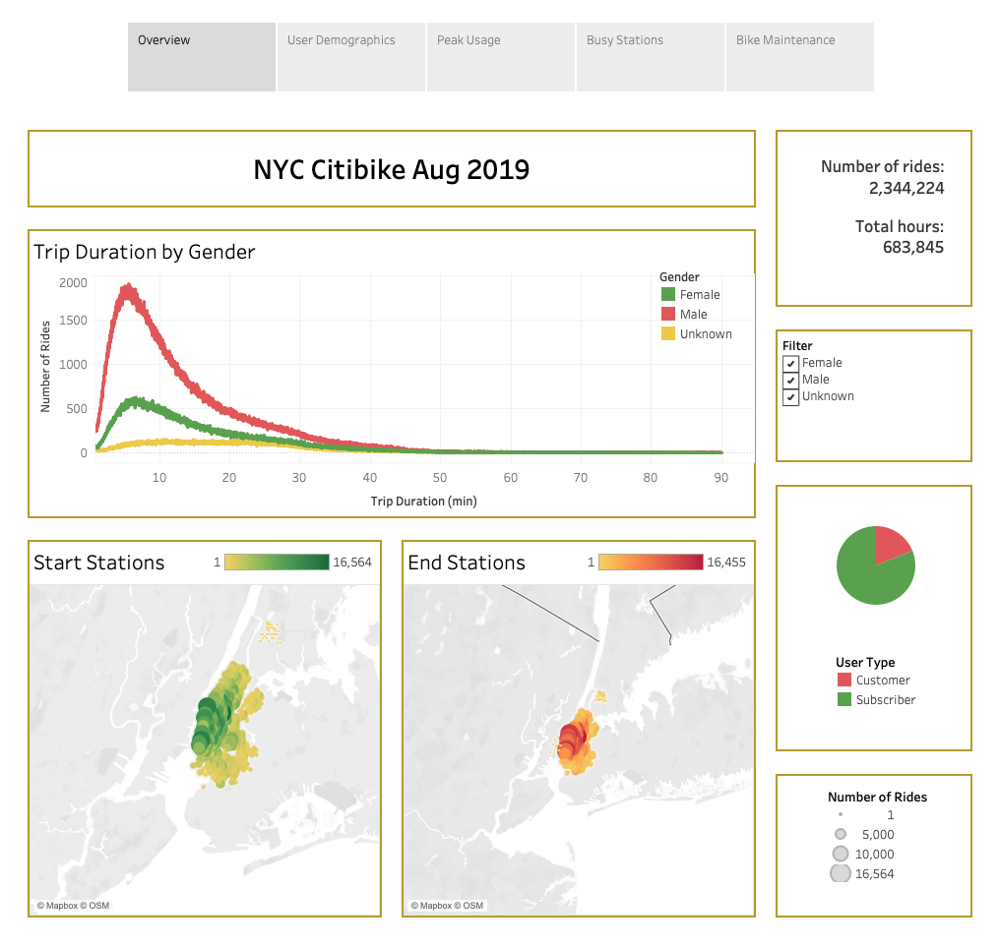 Overview
User Demographics
Peak Usage
Busy Stations
Bike Maintenance
NYC Citibike Aug 2019
Number of rides:
2,344,224
Total hours:
683,845
Trip Duration by Gender
Gender
Female
Male
Unknown
2000
1500
1000
500
0
Number of Rides
10 20 30 40 50 60 70 80 90
Trip Duration (min)
Filter
Female
Male
Unknown
User Type
Customer
Subscriber
Start Stations
1 16,564
© Mapbox © OSM
End Stations
1 16,455
© Mapbox © OSM
Number of Rides
1
5,000
10,000
16,564